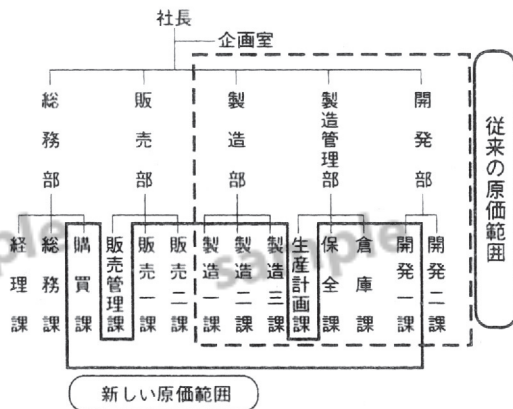 社長
企画室
総務部
販売部
製造部
製造管理部
開発部
従来の原価範囲
経理課
総務課
購買課
販売管理課
販売一課
販売二課
製造一課
製造二課
製造三課
生産計画課
保全課
倉庫課
開発一課
開発二課
新しい原価範囲
sample
sample